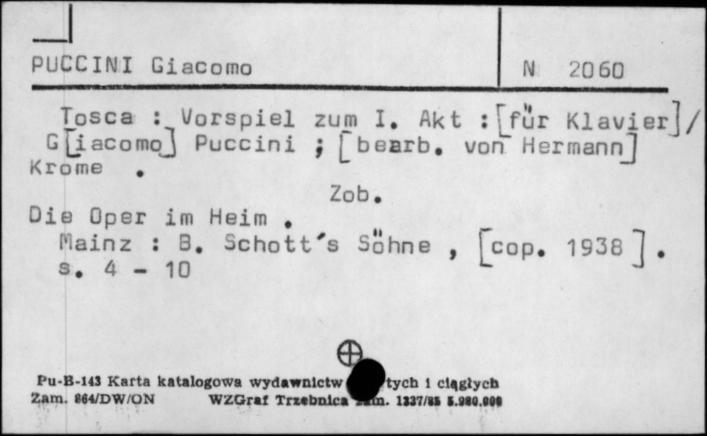 PUCCINI Giacomo N 2060
Tosca : Vorspiel zum I. Akt : [für Klavier] /
G[iacomo] Puccini ; [bearb. von Hermann]
Krome .
Zob.
Die Oper im Heim .
Mainz : B. Schott's Söhne , [cop. 1938] .
s. 4 - 10
Pu-B-143 Karta katalogowa wydawnictw tych i ciągłych
Zam. 864/DW/ON WZGraf Trzebnica zam. 1337/85 5.980.000